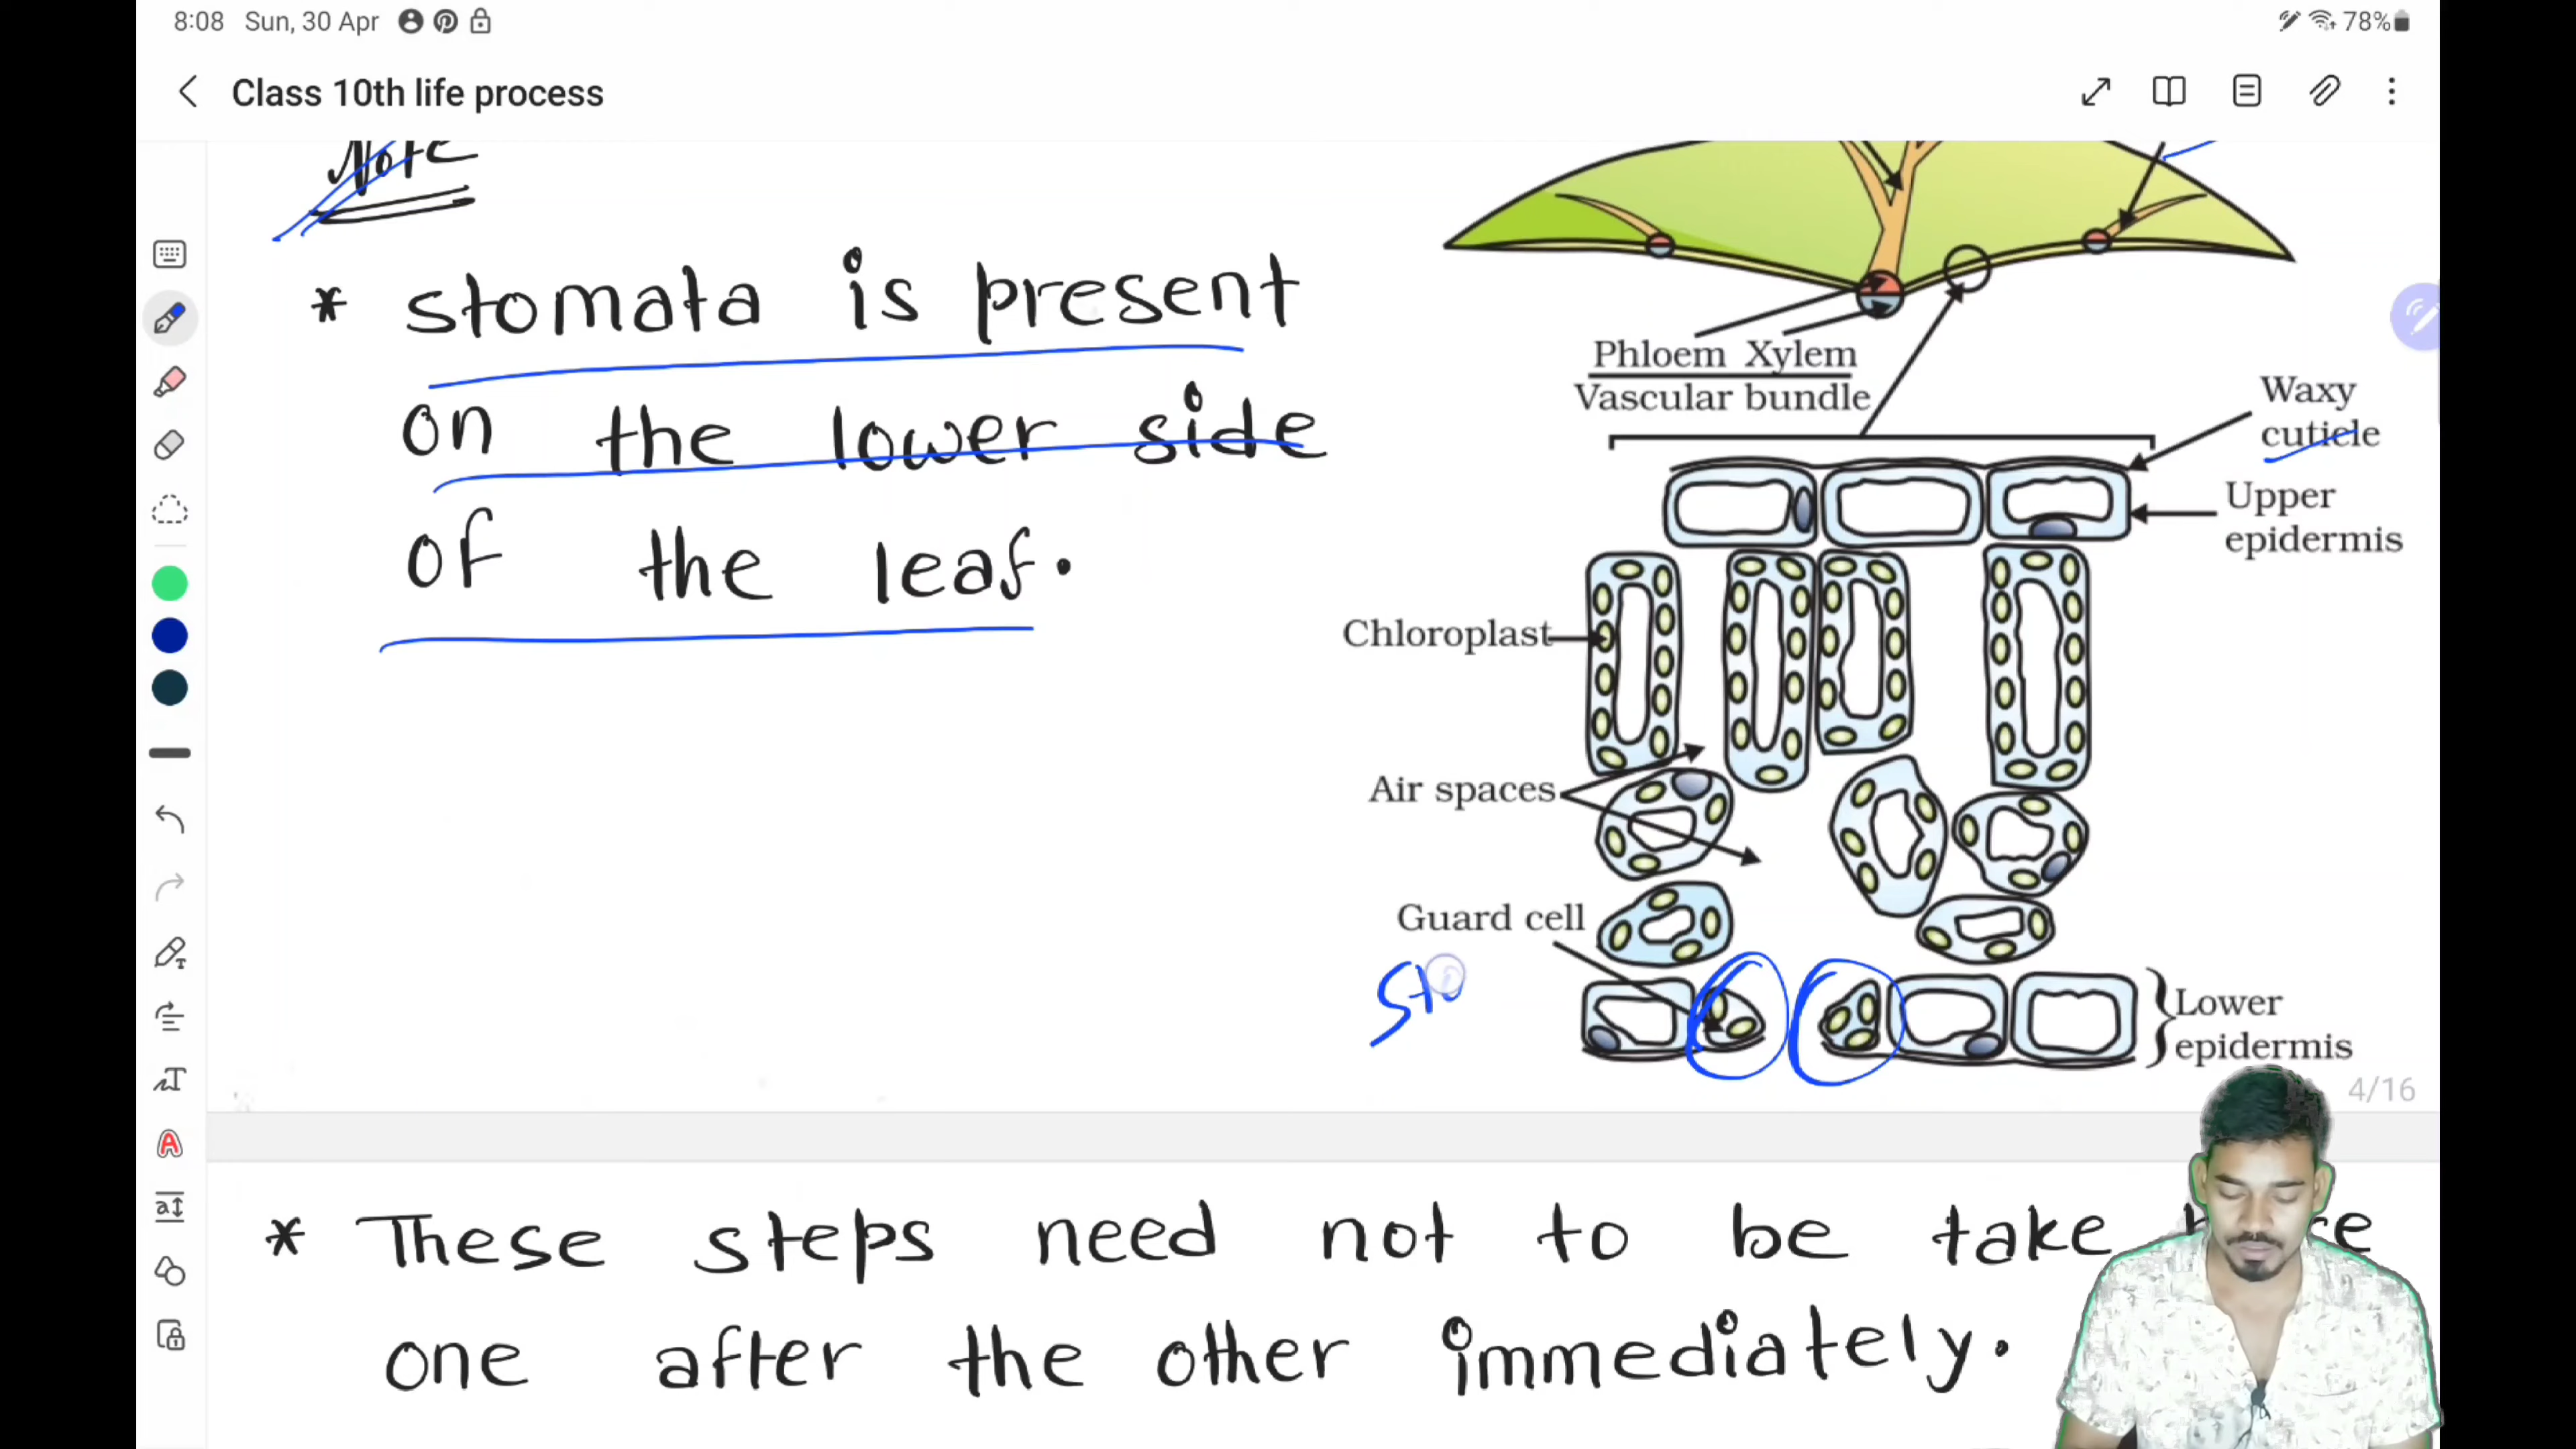 8:08 Sun, 30 Apr
78%
Class 10th life process
Note
* stomata is present
on the lower side
of the leaf.
Phloem Xylem
Vascular bundle
Waxy
cuticle
Upper
epidermis
Chloroplast
Air spaces
Guard cell
Sto
Lower
epidermis
4/16
* These steps need not to be take
one after the other immediately.